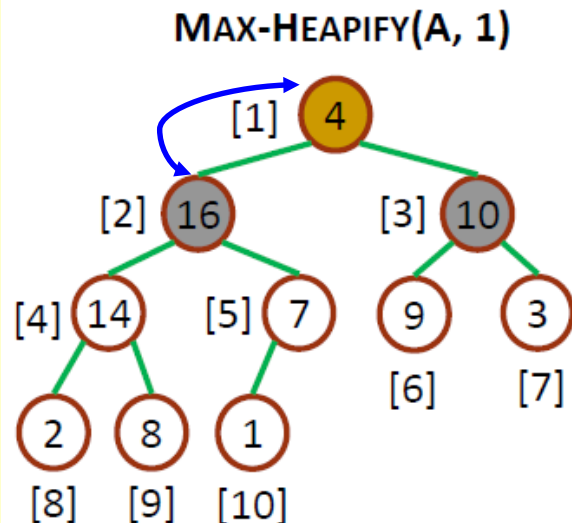 MAX-HEAPIFY(A, 1)
[1] 4
[2] 16 [3] 10
[4] 14 [5] 7 9 3
[6] [7]
2 8 1
[8] [9] [10]